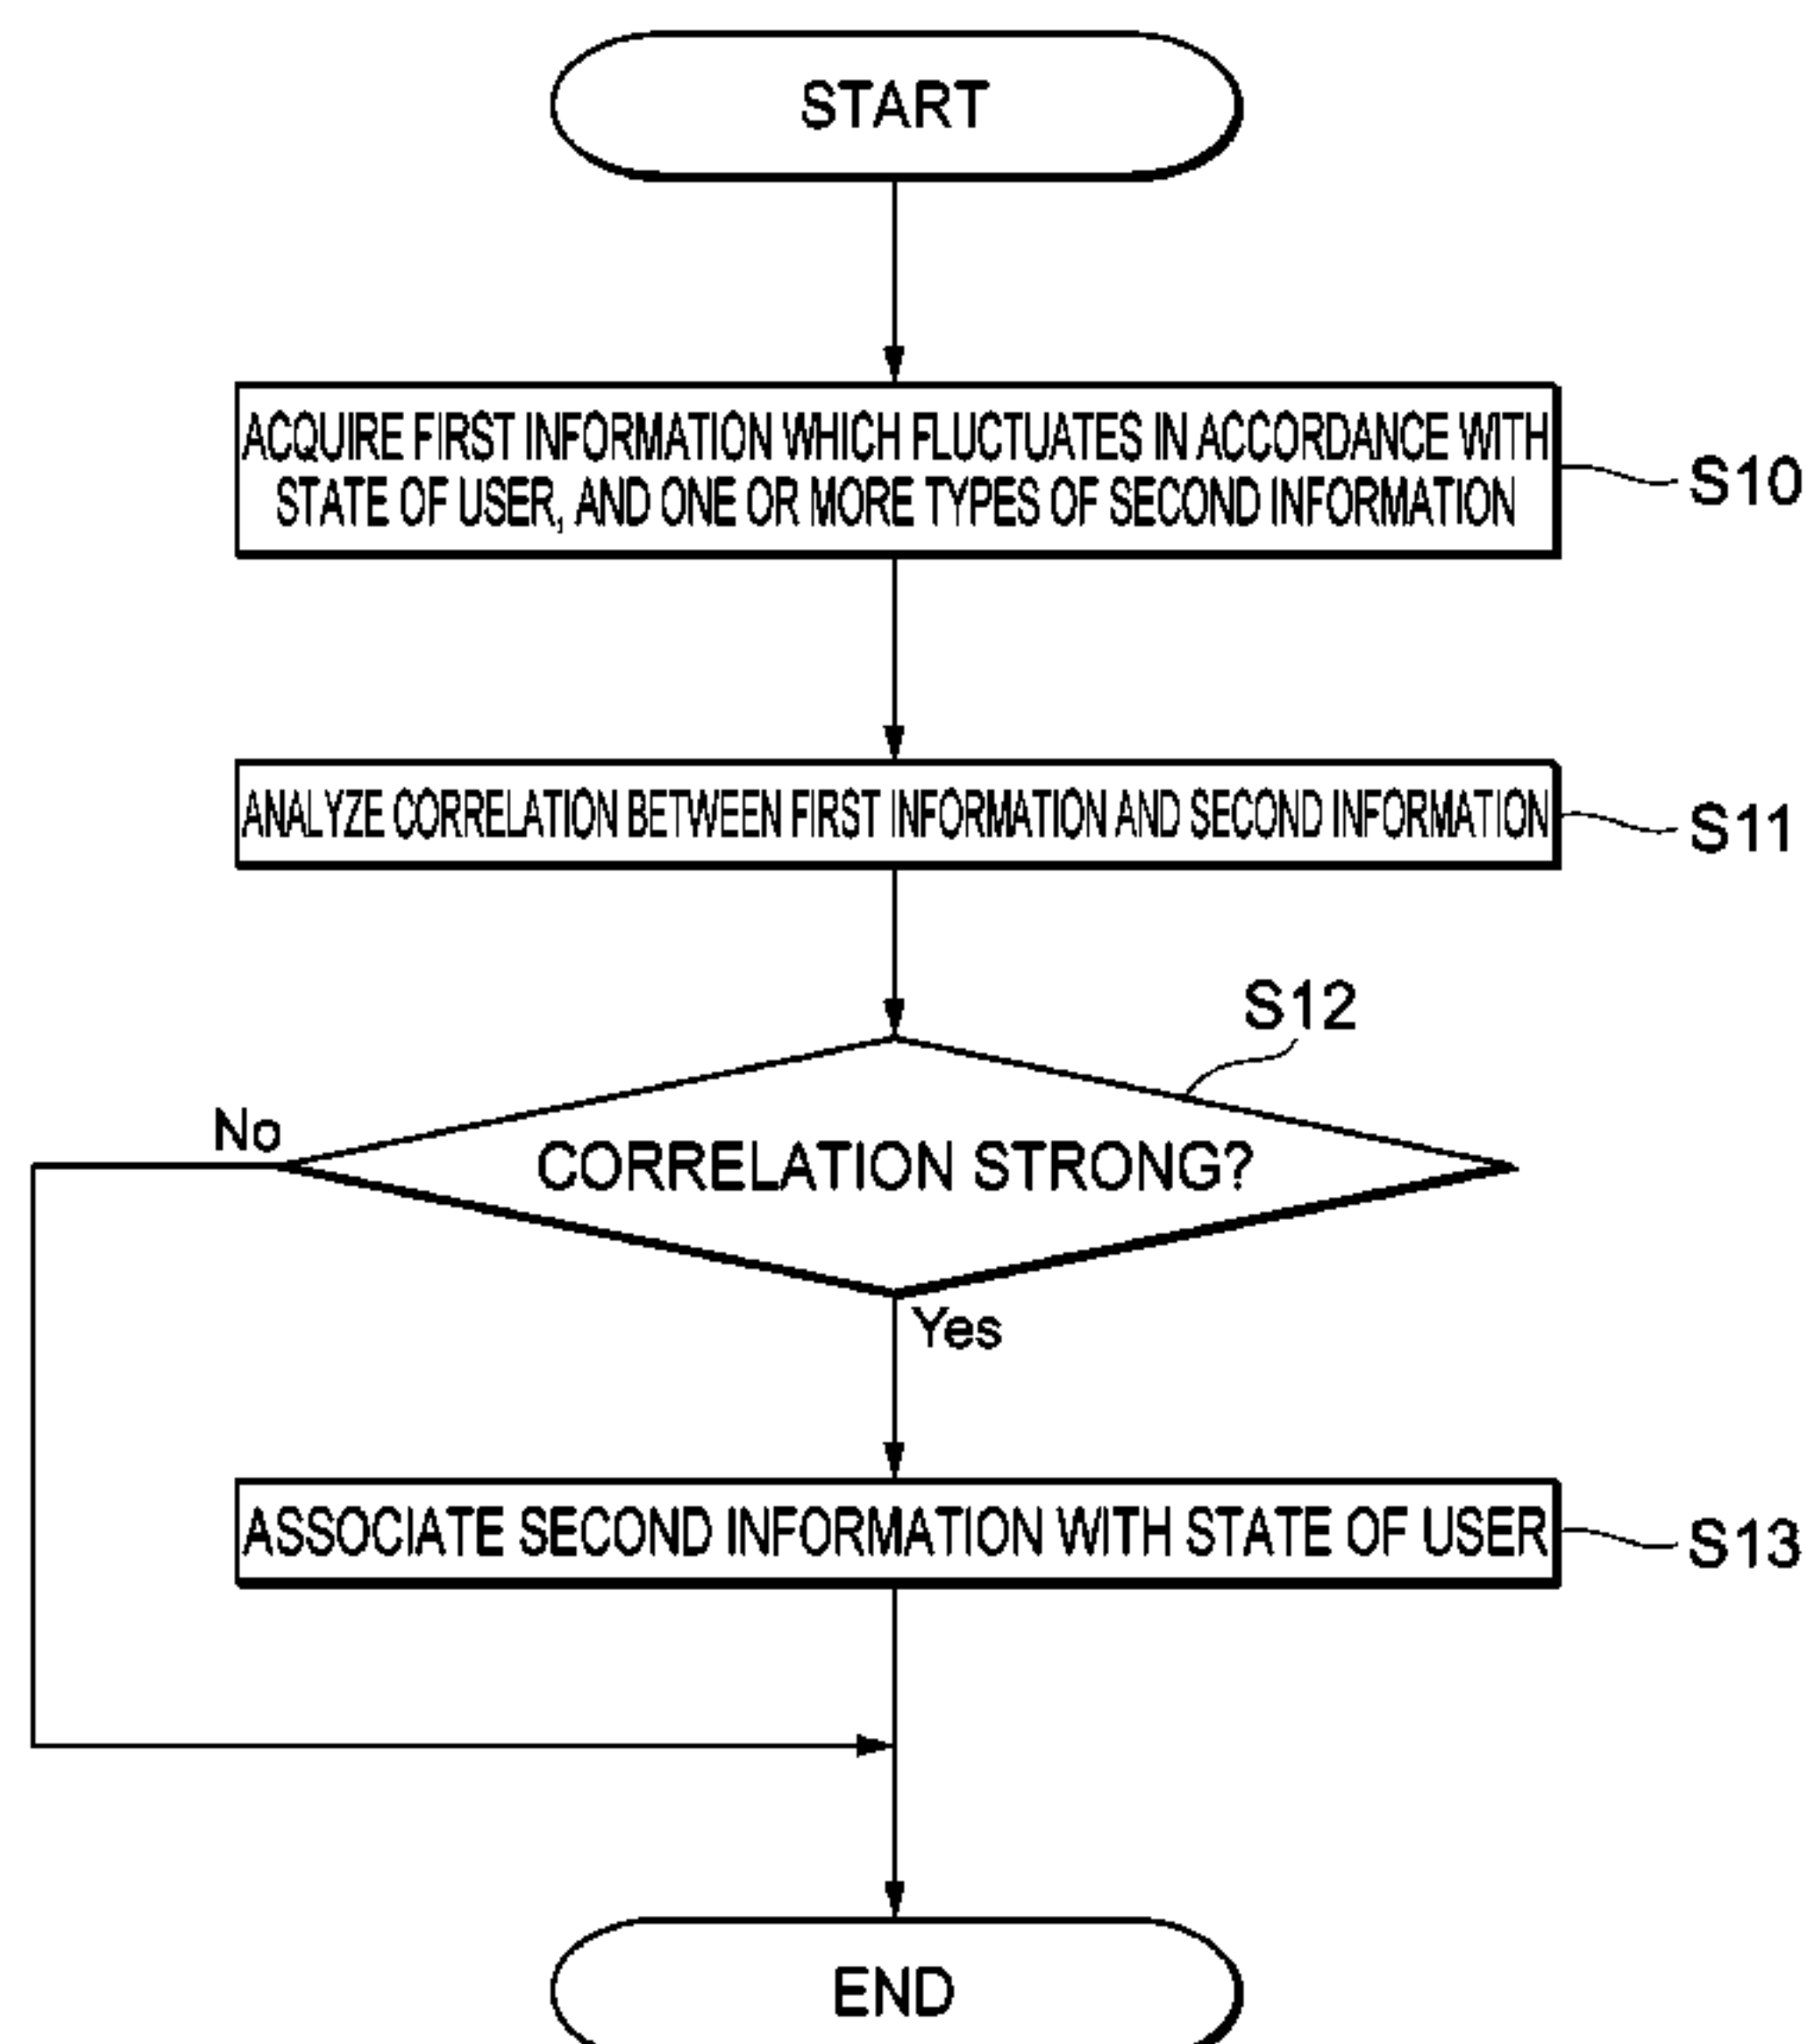 START
ACQUIRE FIRST INFORMATION WHICH FLUCTUATES IN ACCORDANCE WITH
STATE OF USER, AND ONE OR MORE TYPES OF SECOND INFORMATION
S10
ANALYZE CORRELATION BETWEEN FIRST INFORMATION AND SECOND INFORMATION
S11
S12
No
CORRELATION STRONG?
Yes
ASSOCIATE SECOND INFORMATION WITH STATE OF USER
S13
END